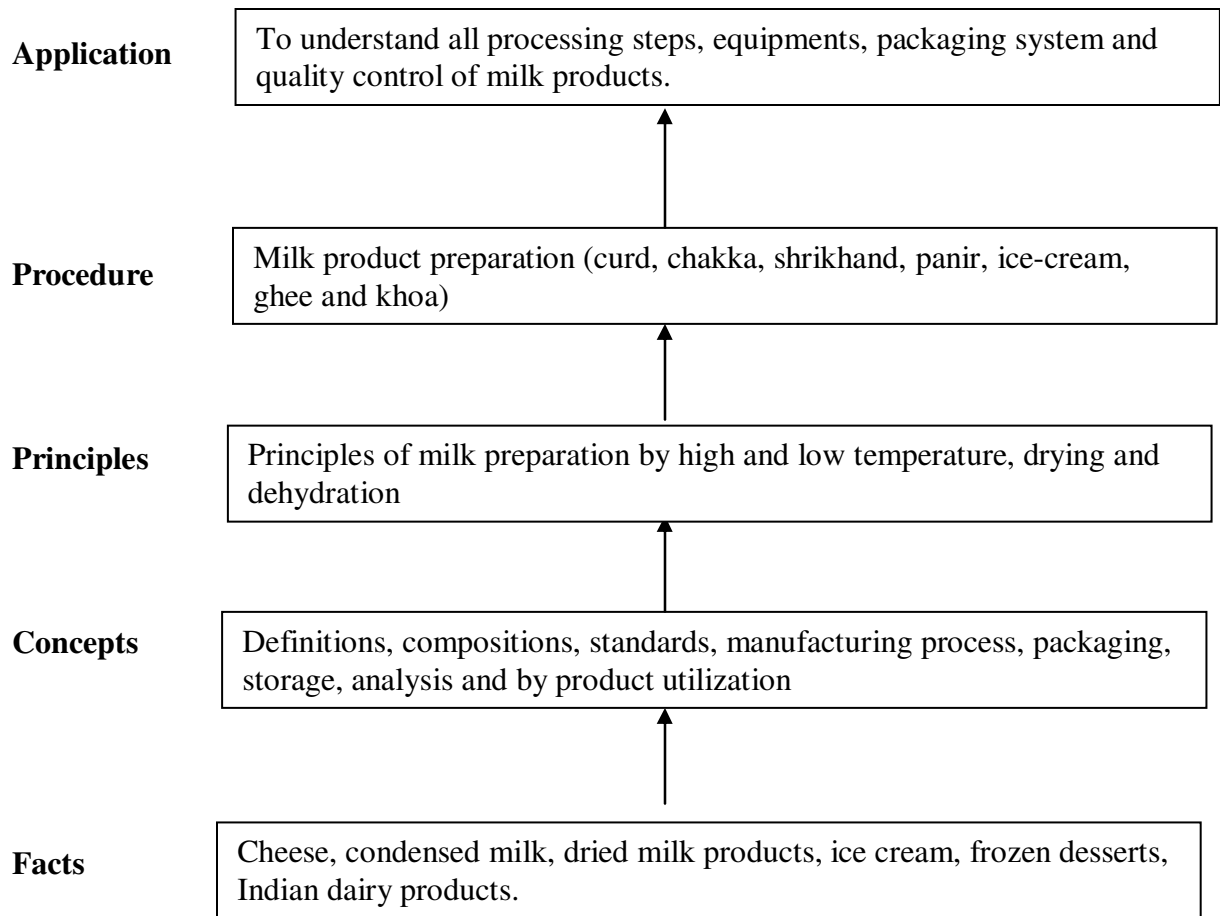 Application
To understand all processing steps, equipments, packaging system and
quality control of milk products.
Procedure
Milk product preparation (curd, chakka, shrikhand, panir, ice-cream,
ghee and khoa)
Principles
Principles of milk preparation by high and low temperature, drying and
dehydration
Concepts
Definitions, compositions, standards, manufacturing process, packaging,
storage, analysis and by product utilization
Facts
Cheese, condensed milk, dried milk products, ice cream, frozen desserts,
Indian dairy products.